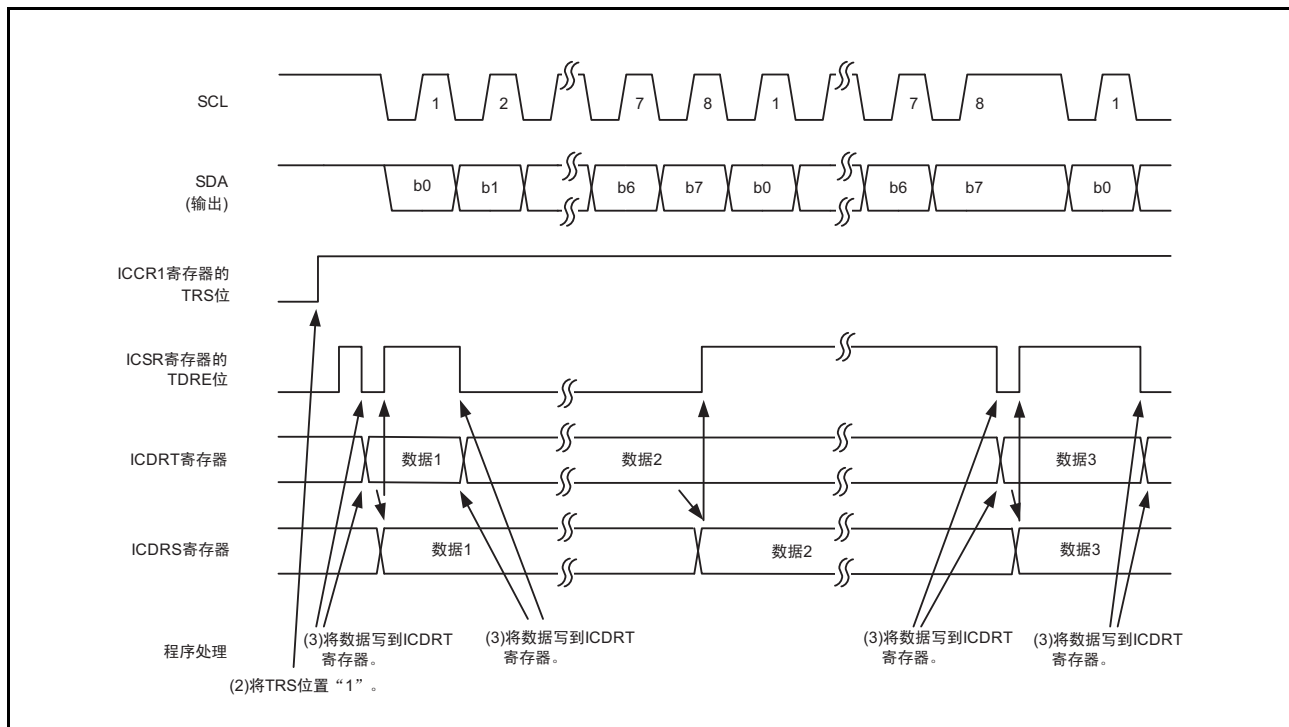 SCL
1
2
7
8
1
7
8
1
SDA
(输出)
b0
b1
b6
b7
b0
b6
b7
b0
ICCR1寄存器的
TRS位
ICSR寄存器的
TDRE位
ICDRT寄存器
数据1
数据2
数据3
ICDRS寄存器
数据1
数据2
数据3
程序处理
(3)将数据写到ICDRT
寄存器。
(3)将数据写到ICDRT
寄存器。
(3)将数据写到ICDRT
寄存器。
(3)将数据写到ICDRT
寄存器。
(2)将TRS位置“1”。